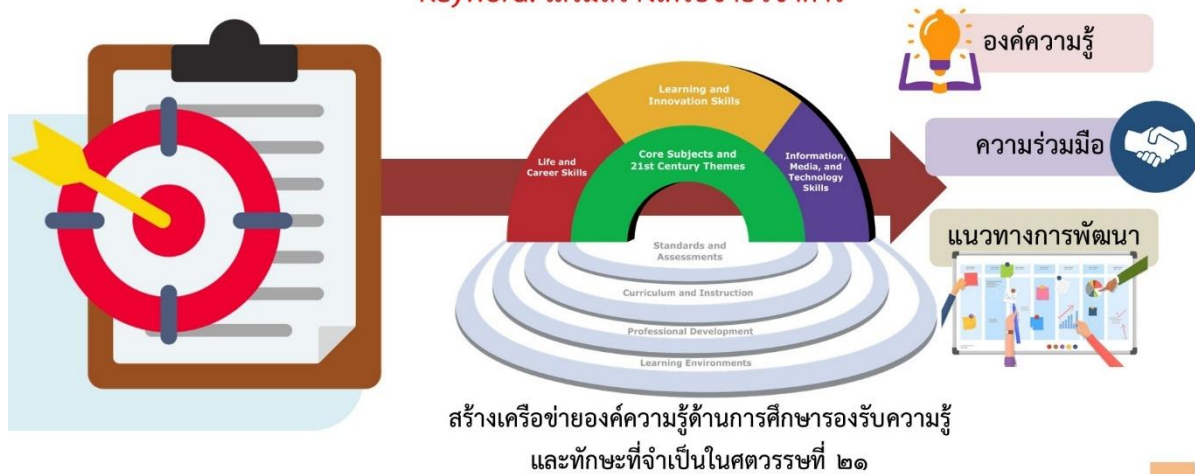 องค์ความรู้
Learning and
Innovation Skills
Life and
Career Skills
Core Subjects and
21st Century Themes
Information,
Media, and
Technology
Skills
ความร่วมมือ
แนวทางการพัฒนา
Standards and
Assessments
Curriculum and Instruction
Professional Development
Learning Environments
สร้างเครือข่ายองค์ความรู้ด้านการศึกษารองรับความรู้
และทักษะที่จำเป็นในศตวรรษที่ ๒๑